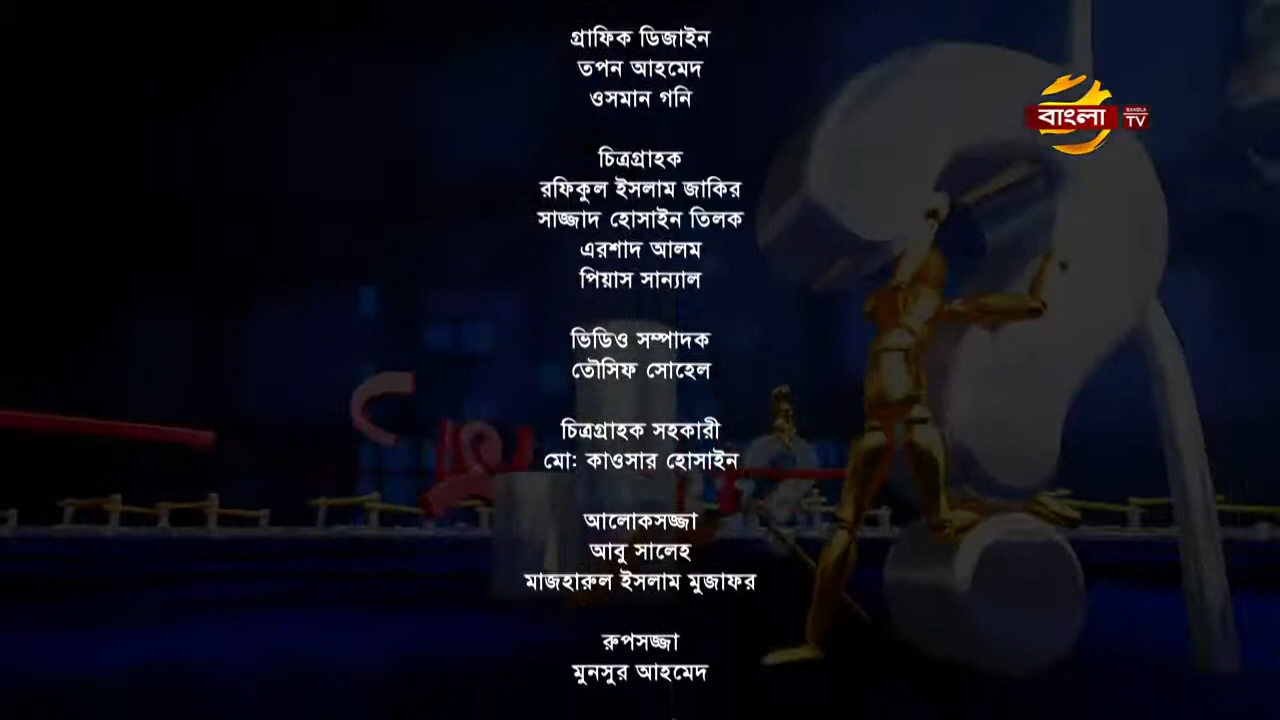 গ্রাফিক ডিজাইন
তপন আহমেদ
ওসমান গনি
চিত্রগ্রাহক
রফিকুল ইসলাম জাকির
সাজ্জাদ হোসাইন তিলক
এরশাদ আলম
পিয়াস সান্যাল
ভিডিও সম্পাদক
তৌসিফ সোহেল
চিত্রগ্রাহক সহকারী
মো: কাওসার হোসাইন
আলোকসজ্জা
আবু সালেহ
মাজহারুল ইসলাম মুজাফর
রুপসজ্জা
মুনসুর আহমেদ
বাংলা
BANGLA
TV